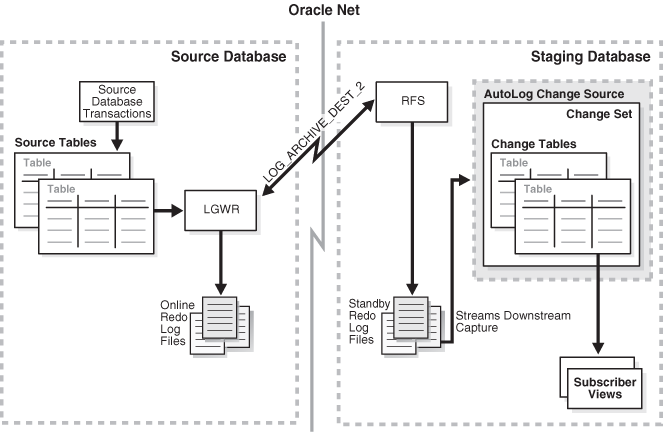 Oracle Net
Source Database
Source
Database
Transactions
Source Tables
Table
Table
LGWR
LOG_ARCHIVE_DEST_2
Online
Redo
Log
Files
Staging Database
RFS
AutoLog Change Source
Change Set
Change Tables
Table
Table
Standby
Redo
Log
Files
Streams Downstream
Capture
Subscriber
Views